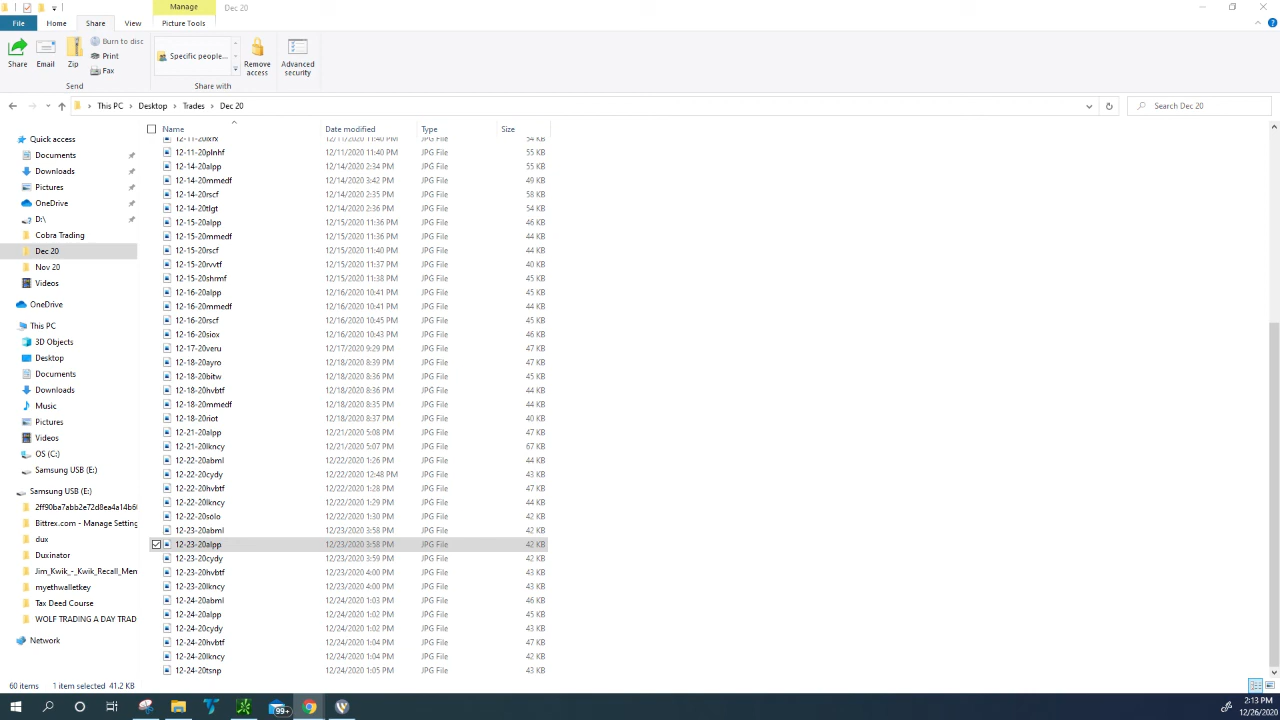 Manage
Dec 20
File Home Share View Picture Tools
Share Email Zip
Burn to disc
Print
Fax
Specific people...
Remove access
Advanced security
Send Share with
This PC Desktop Trades Dec 20
Search Dec 20
Name Date modified Type Size
Quick access
Documents
Downloads
Pictures
OneDrive
D:\
Cobra Trading
Dec 20
Nov 20
Videos
OneDrive
This PC
3D Objects
Desktop
Documents
Downloads
Music
Pictures
Videos
OS (C:)
Samsung USB (E:)
Samsung USB (E:)
2ff90ba7abb2e72d8ea4a14b6
Bittrex.com - Manage Setting
dux
Duxinator
Jim_Kwik_-_Kwik_Recall_Men
myethwalletkey
Tax Deed Course
WOLF TRADING A DAY TRAD
Network
12/11/2020 11:40 PM JPG File 54 KB
12-11-20plnhf 12/11/2020 11:40 PM JPG File 55 KB
12-14-20alpp 12/14/2020 2:34 PM JPG File 55 KB
12-14-20mmedf 12/14/2020 3:42 PM JPG File 49 KB
12-14-20rscf 12/14/2020 2:35 PM JPG File 58 KB
12-14-20tlgt 12/14/2020 2:36 PM JPG File 54 KB
12-15-20alpp 12/15/2020 11:36 PM JPG File 46 KB
12-15-20mmedf 12/15/2020 11:36 PM JPG File 44 KB
12-15-20rscf 12/15/2020 11:40 PM JPG File 44 KB
12-15-20rvvtf 12/15/2020 11:37 PM JPG File 40 KB
12-15-20shrmf 12/15/2020 11:38 PM JPG File 45 KB
12-16-20alpp 12/16/2020 10:41 PM JPG File 45 KB
12-16-20mmedf 12/16/2020 10:41 PM JPG File 44 KB
12-16-20rscf 12/16/2020 10:45 PM JPG File 44 KB
12-16-20siox 12/16/2020 10:43 PM JPG File 46 KB
12-17-20veru 12/17/2020 9:29 PM JPG File 47 KB
12-18-20ayro 12/18/2020 8:39 PM JPG File 47 KB
12-18-20bitw 12/18/2020 8:36 PM JPG File 45 KB
12-18-20hvbtf 12/18/2020 8:36 PM JPG File 44 KB
12-18-20mmedf 12/18/2020 8:35 PM JPG File 44 KB
12-18-20riot 12/18/2020 8:37 PM JPG File 40 KB
12-21-20alpp 12/21/2020 5:08 PM JPG File 47 KB
12-21-20lkncy 12/21/2020 5:07 PM JPG File 67 KB
12-22-20abml 12/22/2020 1:26 PM JPG File 44 KB
12-22-20cydy 12/22/2020 12:48 PM JPG File 43 KB
12-22-20hvbtf 12/22/2020 1:28 PM JPG File 47 KB
12-22-20lkncy 12/22/2020 1:29 PM JPG File 44 KB
12-22-20solo 12/22/2020 1:30 PM JPG File 42 KB
12-23-20abml 12/23/2020 3:58 PM JPG File 42 KB
12-23-20alpp 12/23/2020 3:58 PM JPG File 42 KB
12-23-20cydy 12/23/2020 3:59 PM JPG File 42 KB
12-23-20hvbtf 12/23/2020 4:00 PM JPG File 43 KB
12-23-20lkncy 12/23/2020 4:00 PM JPG File 43 KB
12-24-20abml 12/24/2020 1:03 PM JPG File 46 KB
12-24-20alpp 12/24/2020 1:02 PM JPG File 45 KB
12-24-20cydy 12/24/2020 1:02 PM JPG File 43 KB
12-24-20hvbtf 12/24/2020 1:04 PM JPG File 47 KB
12-24-20lkncy 12/24/2020 1:04 PM JPG File 42 KB
12-24-20tsnp 12/24/2020 1:05 PM JPG File 43 KB
60 items 1 item selected 41.2 KB
99+
2:13 PM
12/26/2020